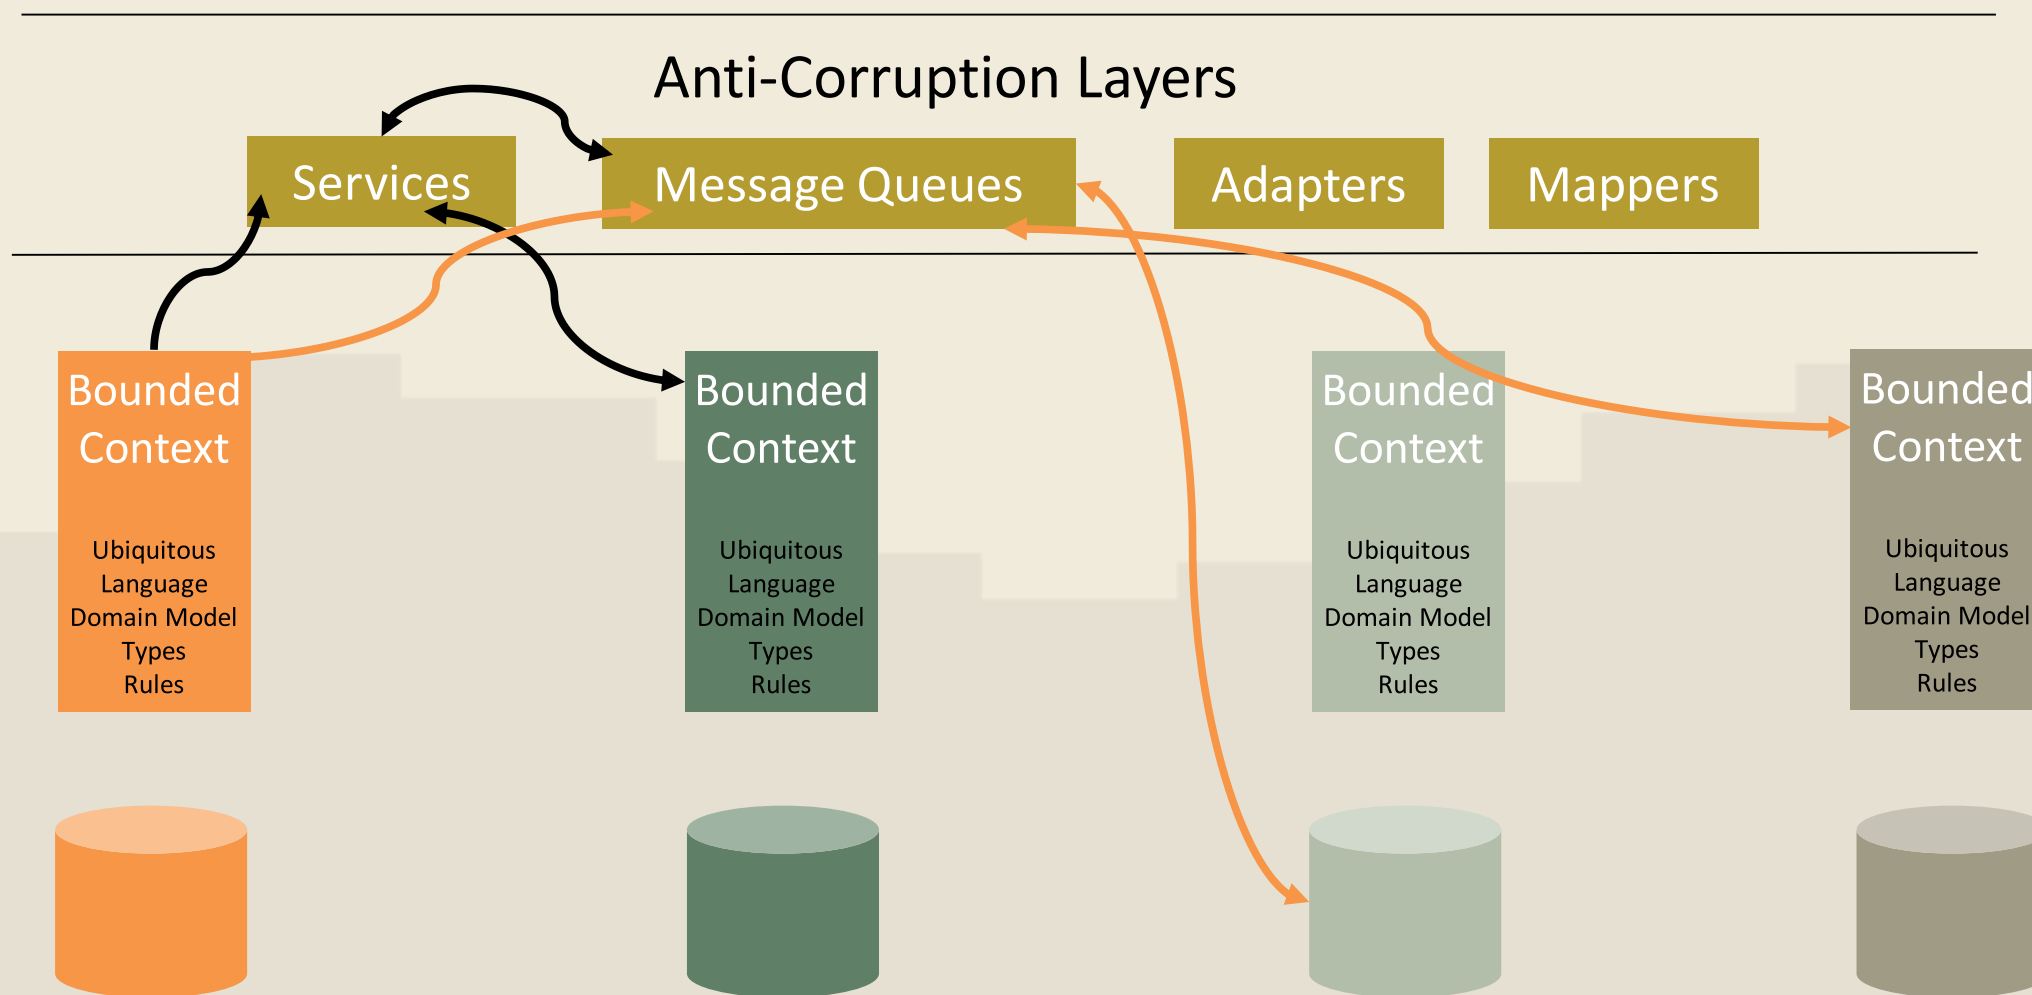 Anti-Corruption Layers
Services
Message Queues
Adapters
Mappers
Bounded
Context
Ubiquitous
Language
Domain Model
Types
Rules
Bounded
Context
Ubiquitous
Language
Domain Model
Types
Rules
Bounded
Context
Ubiquitous
Language
Domain Model
Types
Rules
Bounded
Context
Ubiquitous
Language
Domain Model
Types
Rules